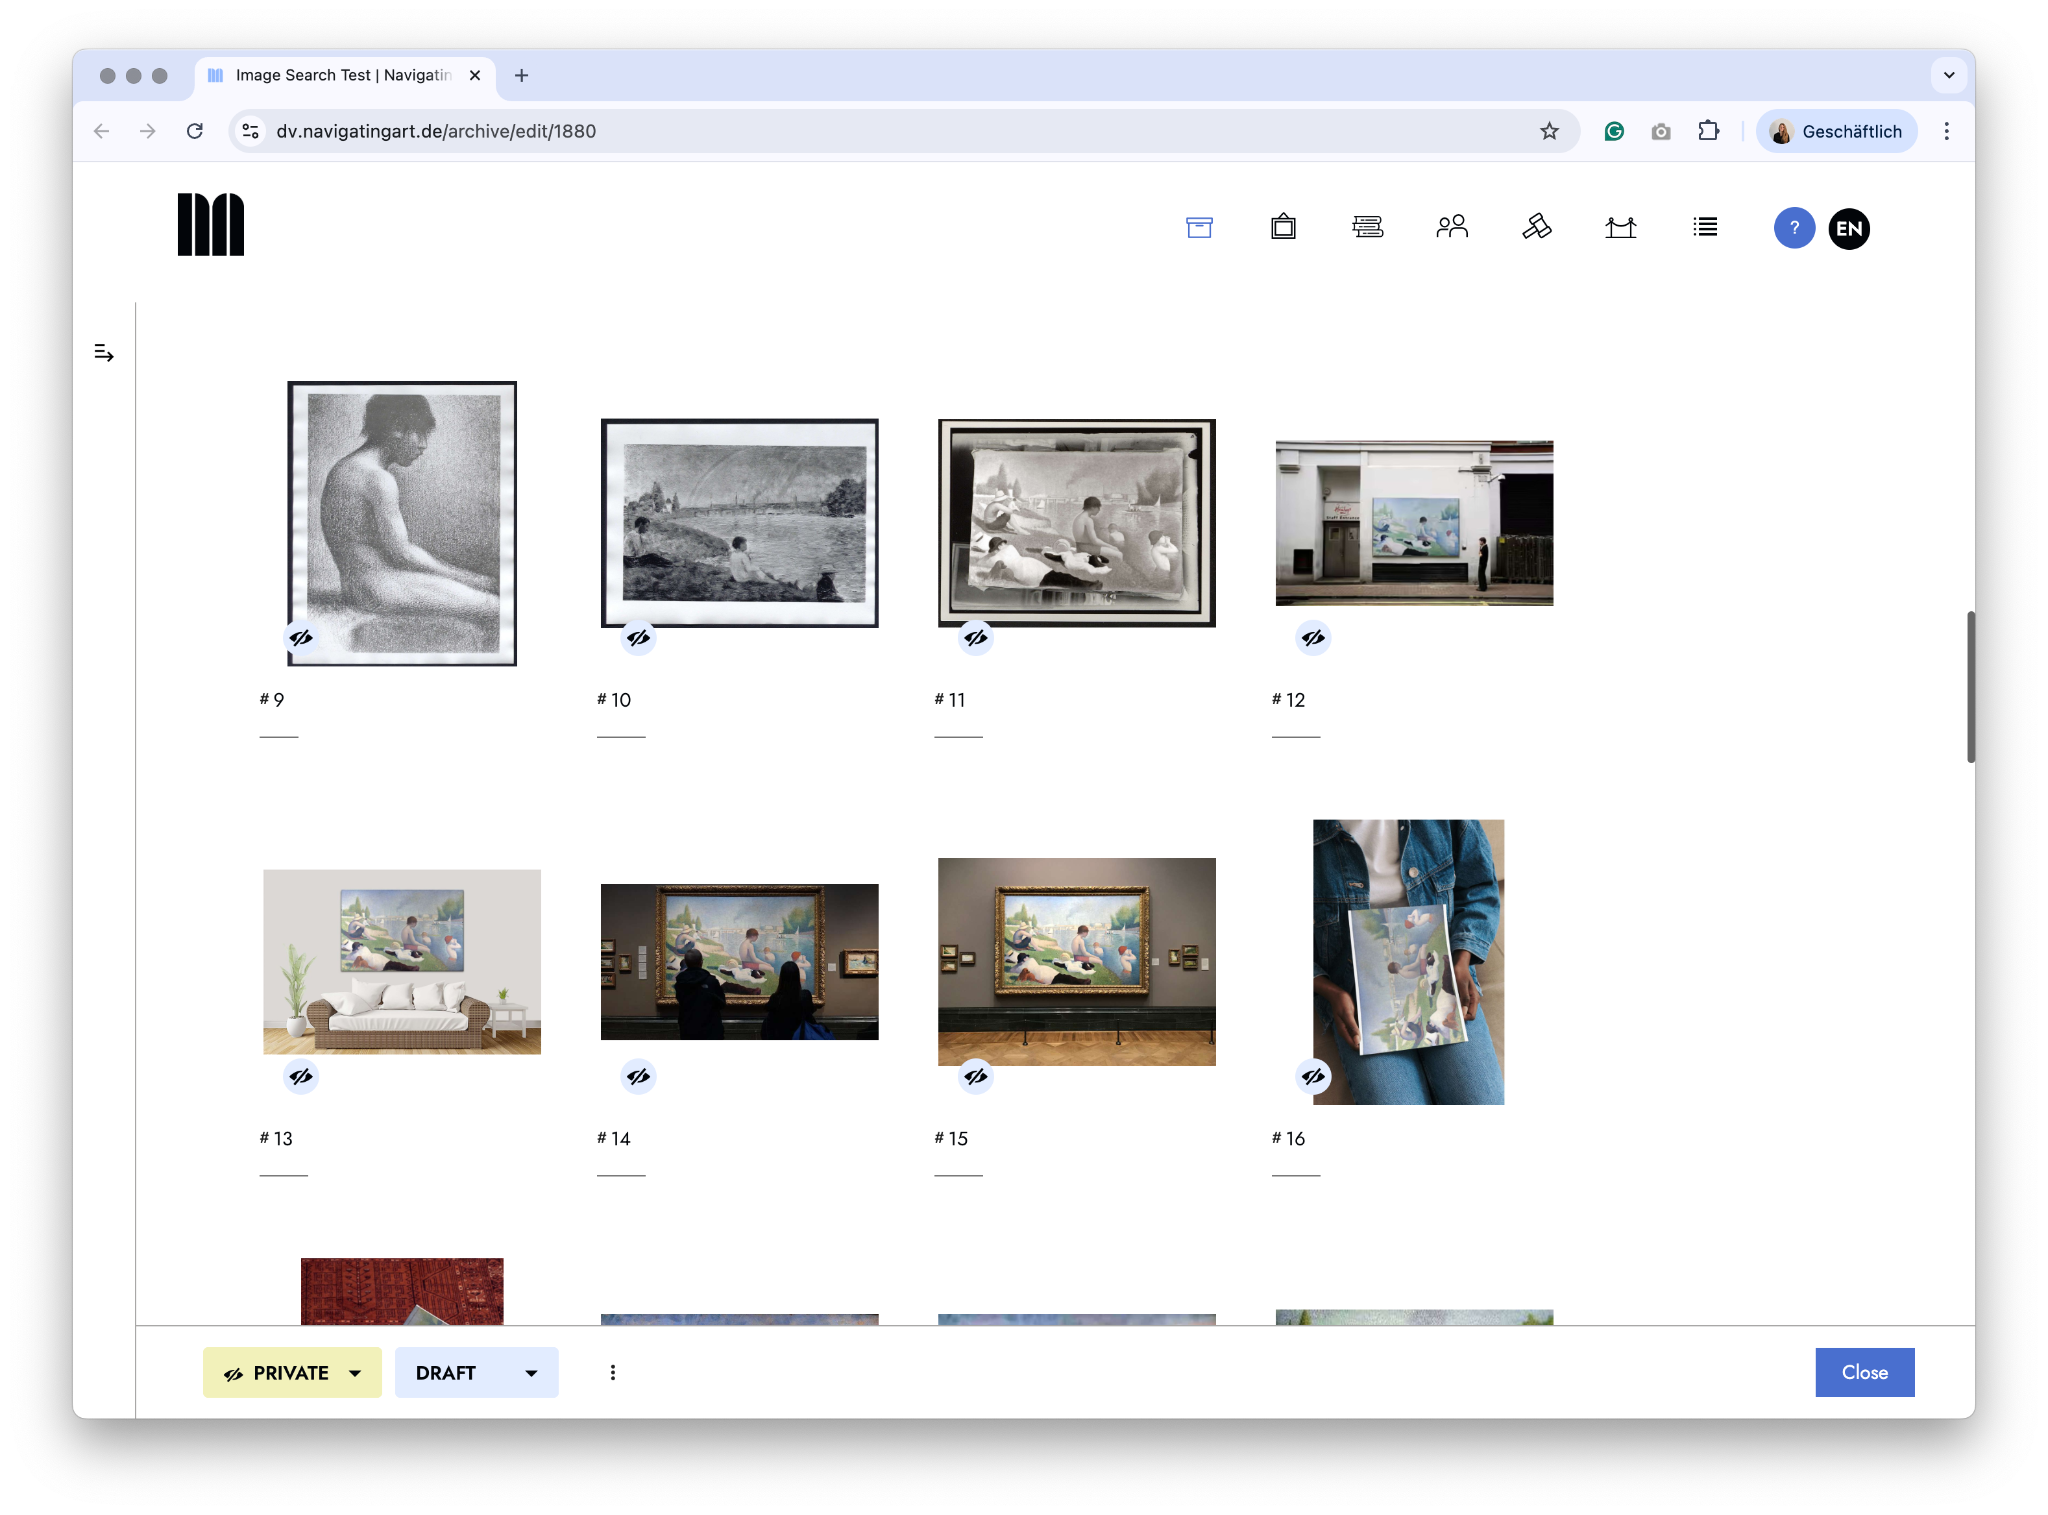 Image Search Test | Navigatin
dv.navigatingart.de/archive/edit/1880
Geschäftlich
?
EN
# 9
# 10
# 11
# 12
# 13
# 14
# 15
# 16
PRIVATE
DRAFT
Close